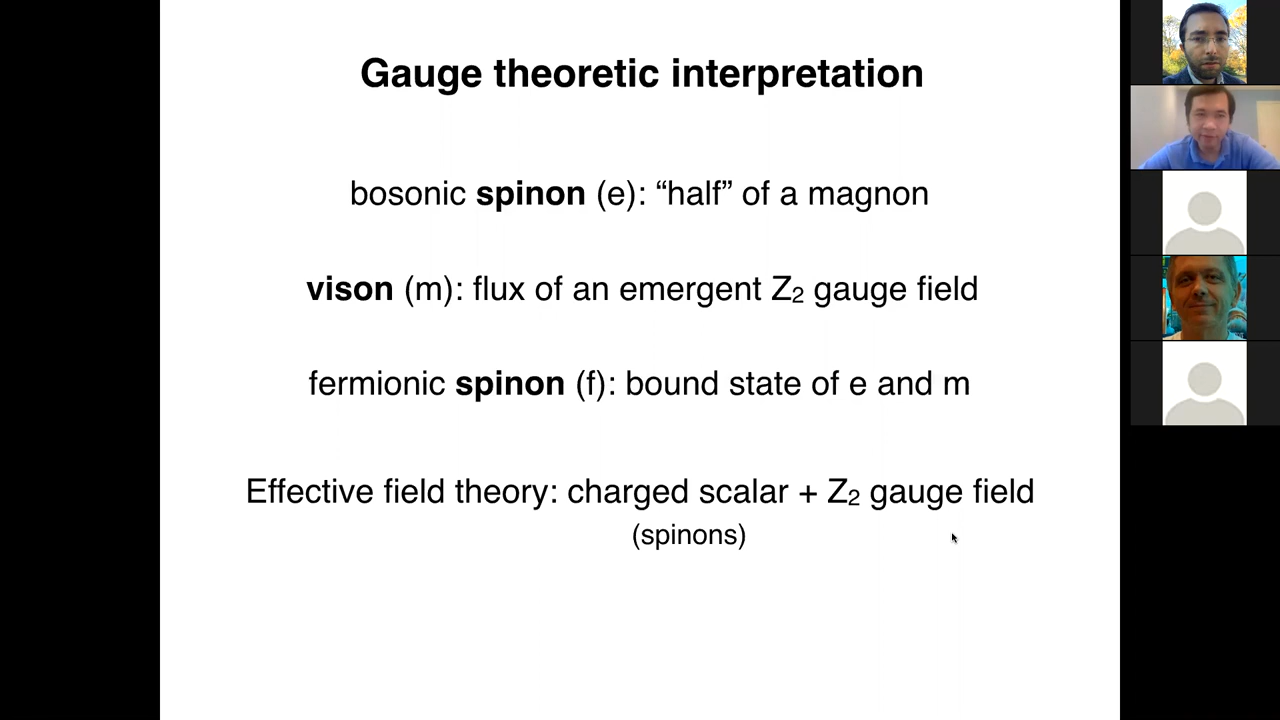 Gauge theoretic interpretation
bosonic spinon (e): “half” of a magnon
vison (m): flux of an emergent Z₂ gauge field
fermionic spinon (f): bound state of e and m
Effective field theory: charged scalar + Z₂ gauge field
(spinons)